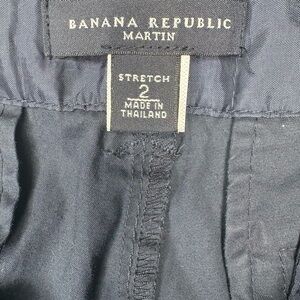 BANANA REPUBLIC
MARTIN
STRETCH
2
MADE IN
THAILAND